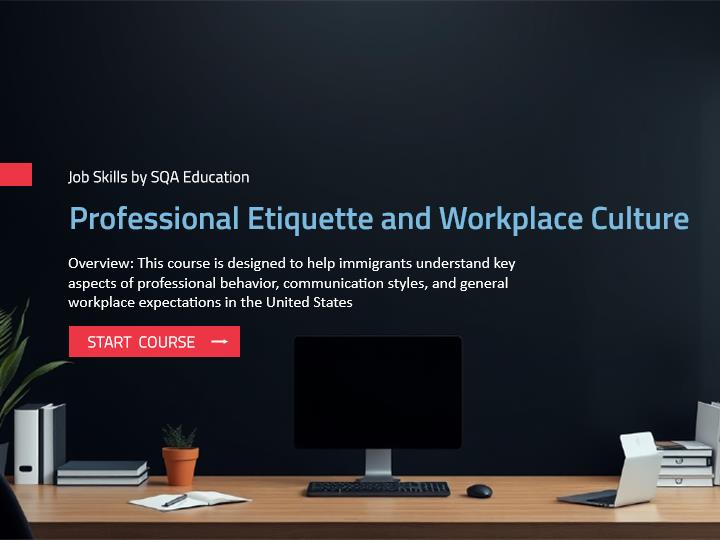 Job Skills by SQA Education
Professional Etiquette and Workplace Culture
Overview: This course is designed to help immigrants understand key
aspects of professional behavior, communication styles, and general
workplace expectations in the United States
START COURSE